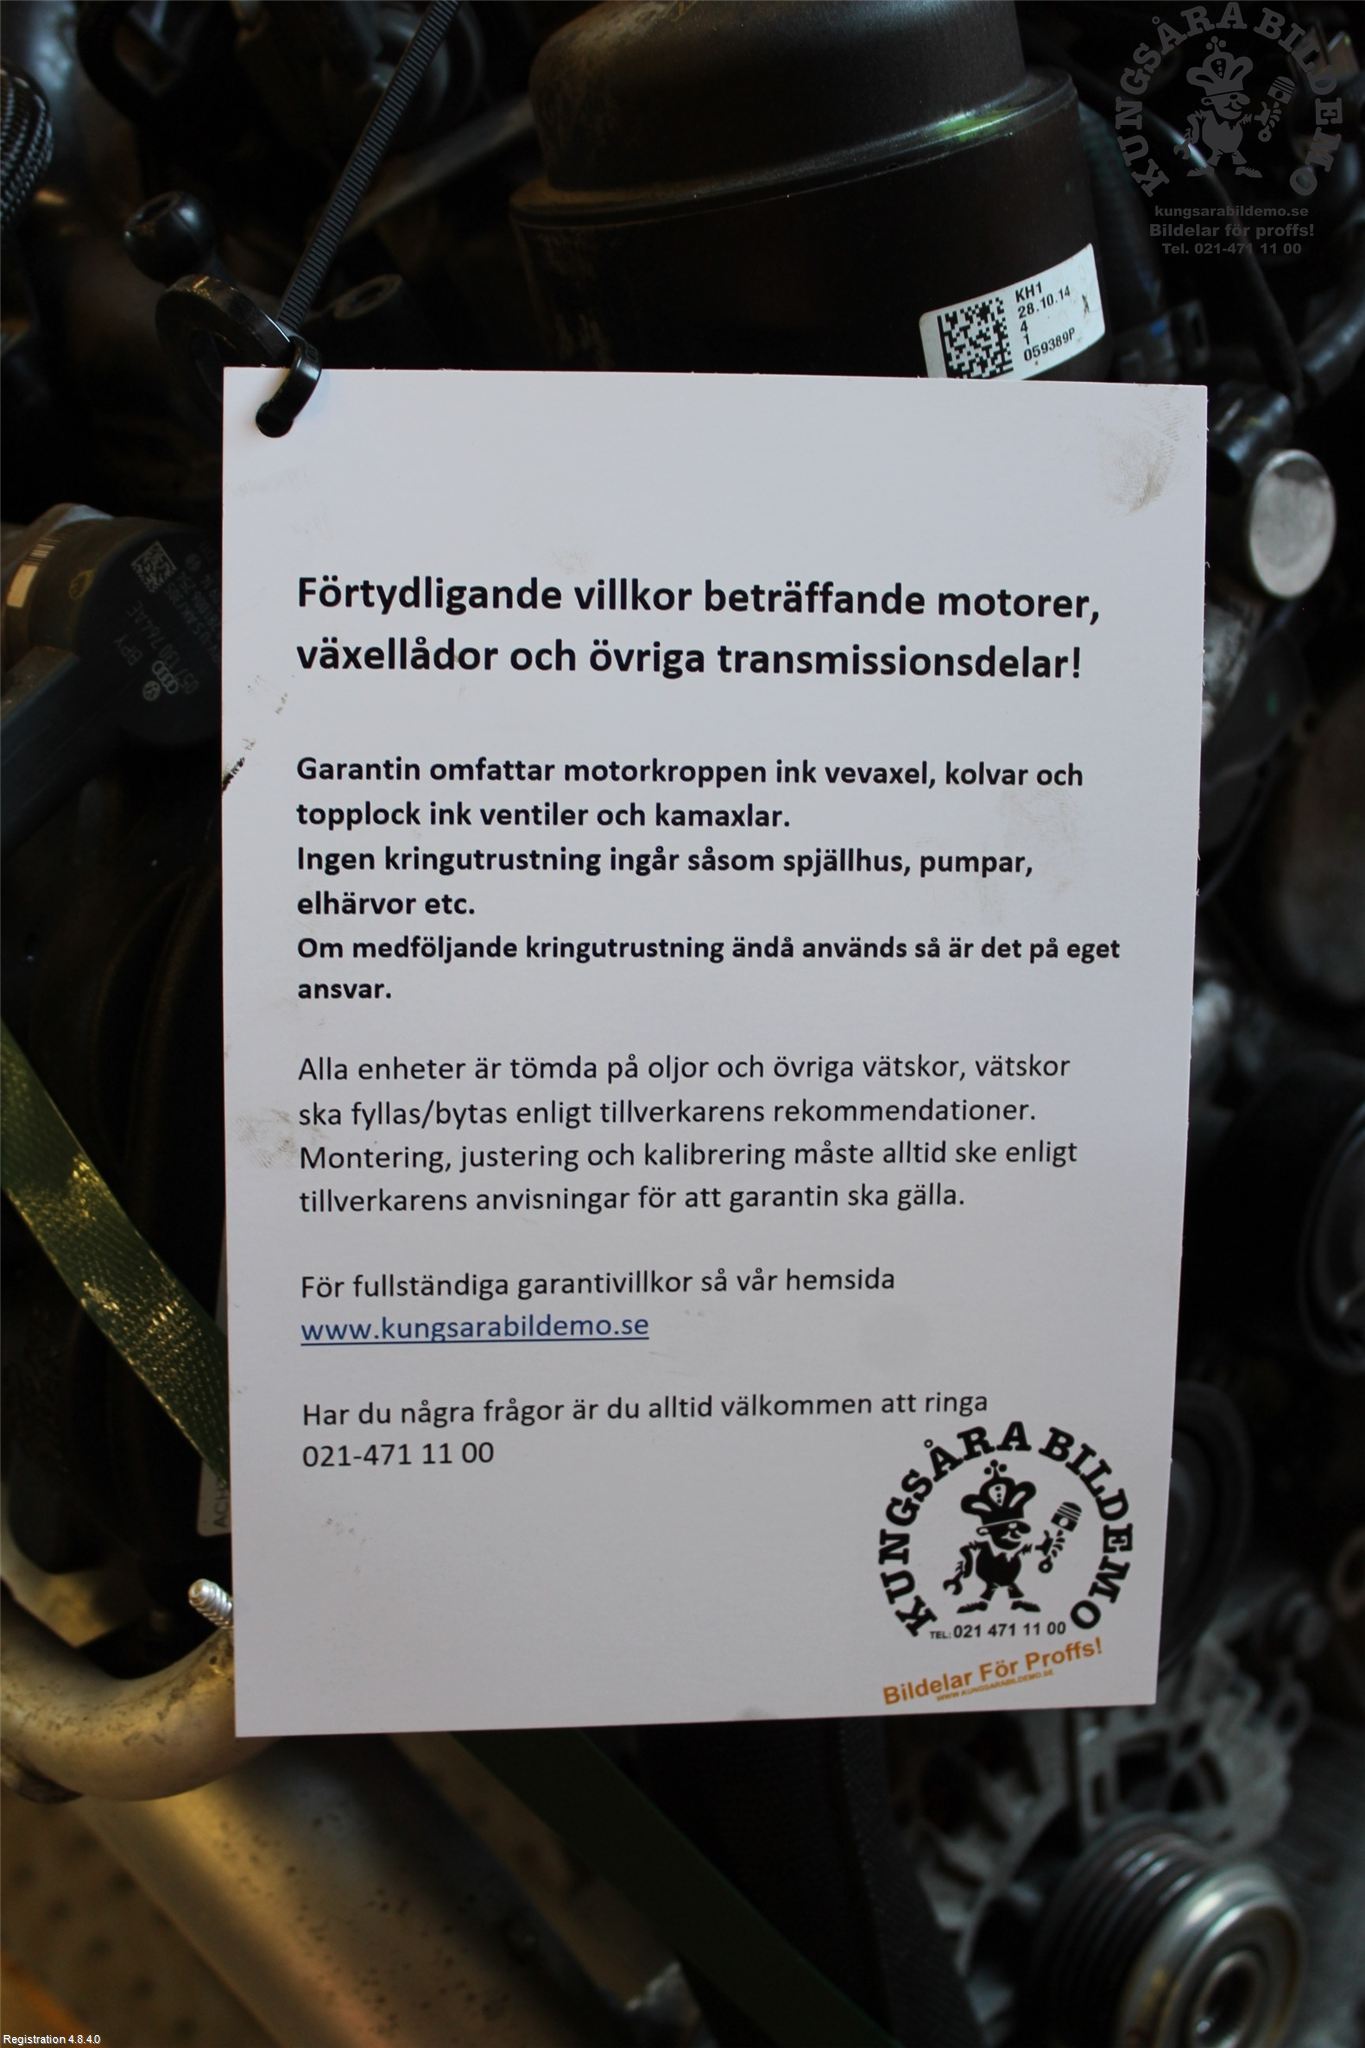 KUNGSÅRA BILDEMO
kungsarabildemo.se
Bildelar för proffs!
Tel. 021-471 11 00
KH1
28.10.14
4
1
059389P
Förtydligande villkor beträffande motorer,
växellådor och övriga transmissionsdelar!
Garantin omfattar motorkroppen ink vevaxel, kolvar och
topplock ink ventiler och kamaxlar.
Ingen kringutrustning ingår såsom spjällhus, pumpar,
elhärvor etc.
Om medföljande kringutrustning ändå används så är det på eget
ansvar.
Alla enheter är tömda på oljor och övriga vätskor, vätskor
ska fyllas/bytas enligt tillverkarens rekommendationer.
Montering, justering och kalibrering måste alltid ske enligt
tillverkarens anvisningar för att garantin ska gälla.
För fullständiga garantivillkor så vår hemsida
www.kungsarabildemo.se
Har du några frågor är du alltid välkommen att ringa
021-471 11 00
KUNGSÅRA BILDEMO
TEL: 021 471 11 00
Bildelar För Proffs!
WWW.KUNGSARABILDEMO.SE
Registration 4.8.4.0